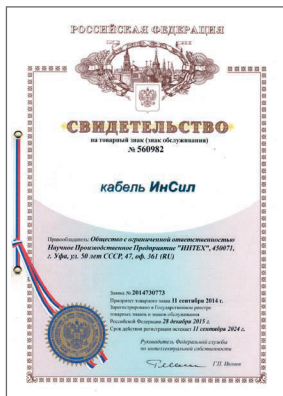 РОССИЙСКАЯ ФЕДЕРАЦИЯ
СВИДЕТЕЛЬСТВО
на товарный знак (знак обслуживания)
№ 560982
кабель ИнСил
Правообладатель: Общество с ограниченной ответственностью
Научное Производственное Предприятие "ИНТЕХ", 450071,
г. Уфа, ул. 50 лет СССР, 47, оф. 361 (RU)
Заявка № 2014730773
Приоритет товарного знака 11 сентября 2014 г.
Зарегистрировано в Государственном реестре
товарных знаков и знаков обслуживания
Российской Федерации 28 декабря 2015 г.
Срок действия регистрации истекает 11 сентября 2024 г.
Руководитель Федеральной службы
по интеллектуальной собственности
Г.П. Ивлиев